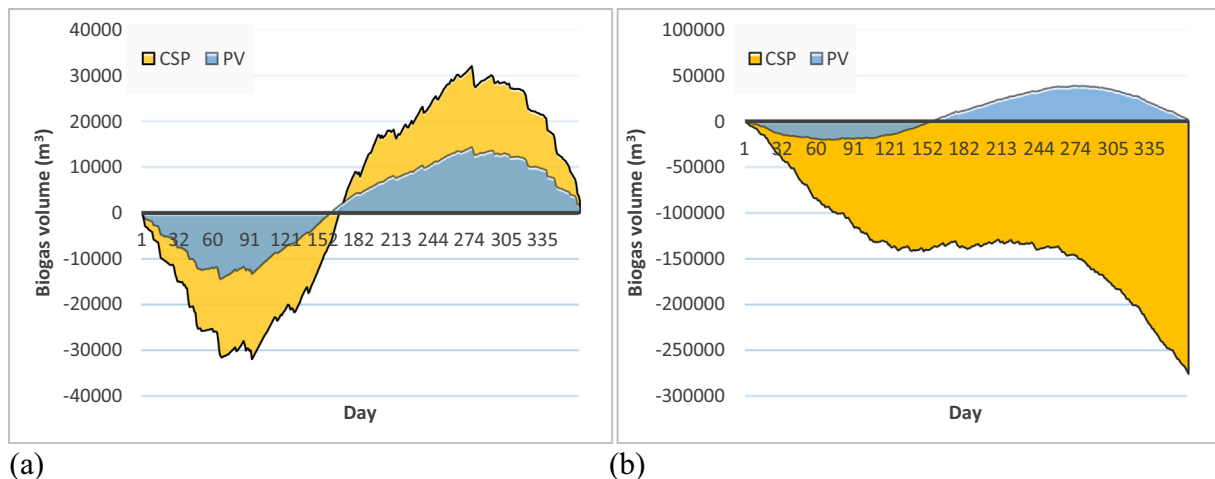 40000
30000
20000
10000
0
-10000
-20000
-30000
-40000
Biogas volume (m³)
CSP PV
1 32 60 91 121 152 182 213 244 274 305 335
Day
(a)
100000
50000
0
-50000
-100000
-150000
-200000
-250000
-300000
Biogas volume (m³)
CSP PV
1 32 60 91 121 152 182 213 244 274 305 335
Day
(b)